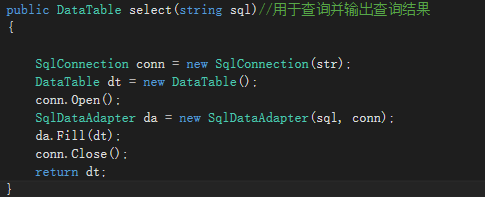 public DataTable select(string sql)//用于查询并输出查询结果
{
SqlConnection conn = new SqlConnection(str);
DataTable dt = new DataTable();
conn.Open();
SqlDataAdapter da = new SqlDataAdapter(sql, conn);
da.Fill(dt);
conn.Close();
return dt;
}